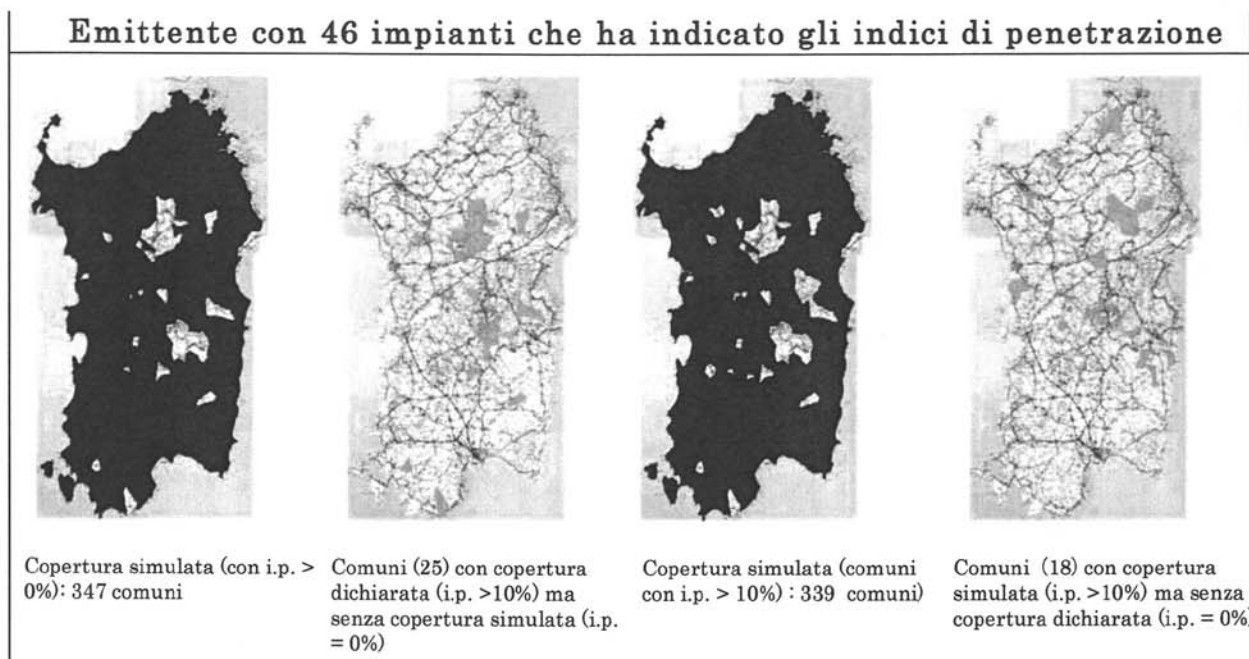 Emittente con 46 impianti che ha indicato gli indici di penetrazione
Copertura simulata (con i.p. >
0%): 347 comuni
Comuni (25) con copertura
dichiarata (i.p. >10%) ma
senza copertura simulata (i.p.
= 0%)
Copertura simulata (comuni
con i.p. > 10%) : 339 comuni)
Comuni (18) con copertura
simulata (i.p. >10%) ma senza
copertura dichiarata (i.p. = 0%)